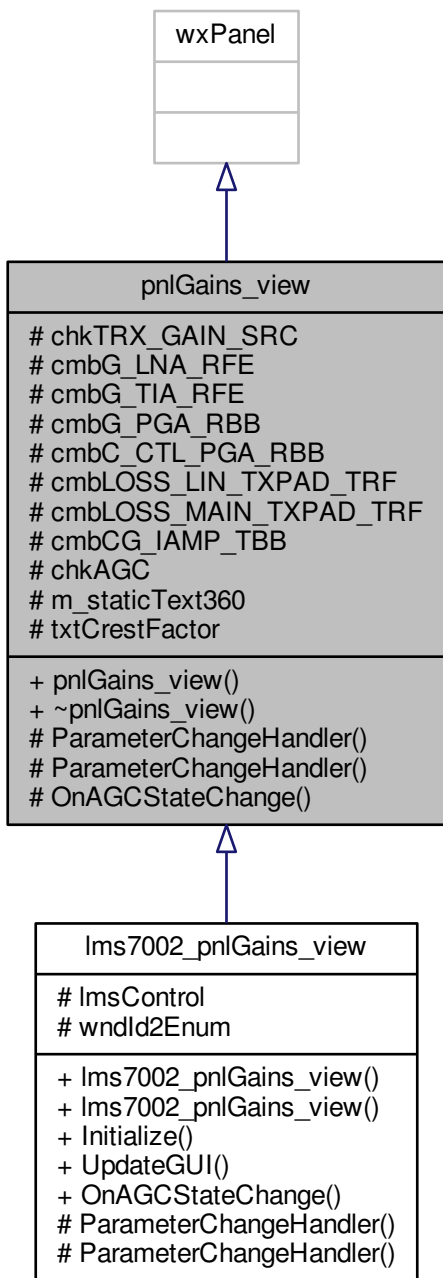 wxPanel
pnlGains_view
# chkTRX_GAIN_SRC
# cmbG_LNA_RFE
# cmbG_TIA_RFE
# cmbG_PGA_RBB
# cmbC_CTL_PGA_RBB
# cmbLOSS_LIN_TXPAD_TRF
# cmbLOSS_MAIN_TXPAD_TRF
# cmbCG_IAMP_TBB
# chkAGC
# m_staticText360
# txtCrestFactor
+ pnlGains_view()
+ ~pnlGains_view()
# ParameterChangeHandler()
# ParameterChangeHandler()
# OnAGCStateChange()
lms7002_pnlGains_view
# lmsControl
# wndId2Enum
+ lms7002_pnlGains_view()
+ lms7002_pnlGains_view()
+ Initialize()
+ UpdateGUI()
+ OnAGCStateChange()
# ParameterChangeHandler()
# ParameterChangeHandler()